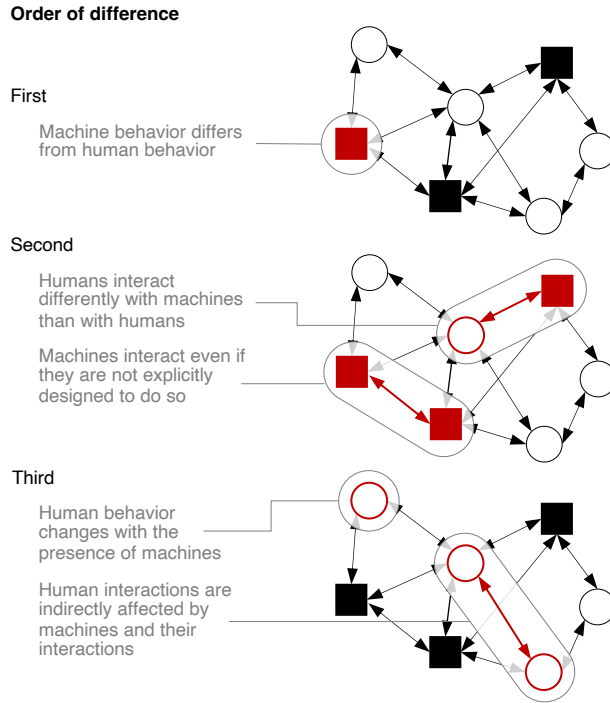 Order of difference
First
Machine behavior differs
from human behavior
Second
Humans interact
differently with machines
than with humans
Machines interact even if
they are not explicitly
designed to do so
Third
Human behavior
changes with the
presence of machines
Human interactions are
indirectly affected by
machines and their
interactions